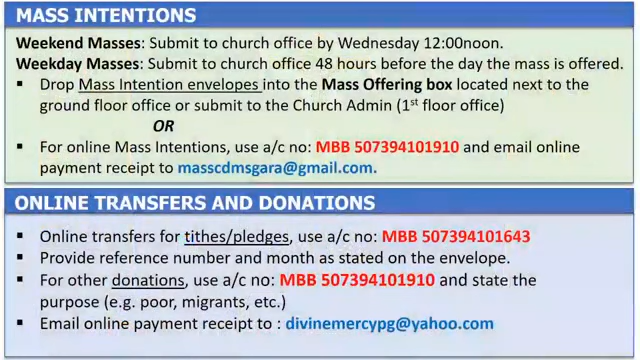 MASS INTENTIONS
Weekend Masses: Submit to church office by Wednesday 12:00noon.
Weekday Masses: Submit to church office 48 hours before the day the mass is offered.
▪ Drop Mass Intention envelopes into the Mass Offering box located next to the
ground floor office or submit to the Church Admin (1st floor office)
OR
▪ For online Mass Intentions, use a/c no: MBB 507394101910 and email online
payment receipt to masscdmsgara@gmail.com.
ONLINE TRANSFERS AND DONATIONS
▪ Online transfers for tithes/pledges, use a/c no: MBB 507394101643
▪ Provide reference number and month as stated on the envelope.
▪ For other donations, use a/c no: MBB 507394101910 and state the
purpose (e.g. poor, migrants, etc.)
▪ Email online payment receipt to : divinemercypg@yahoo.com